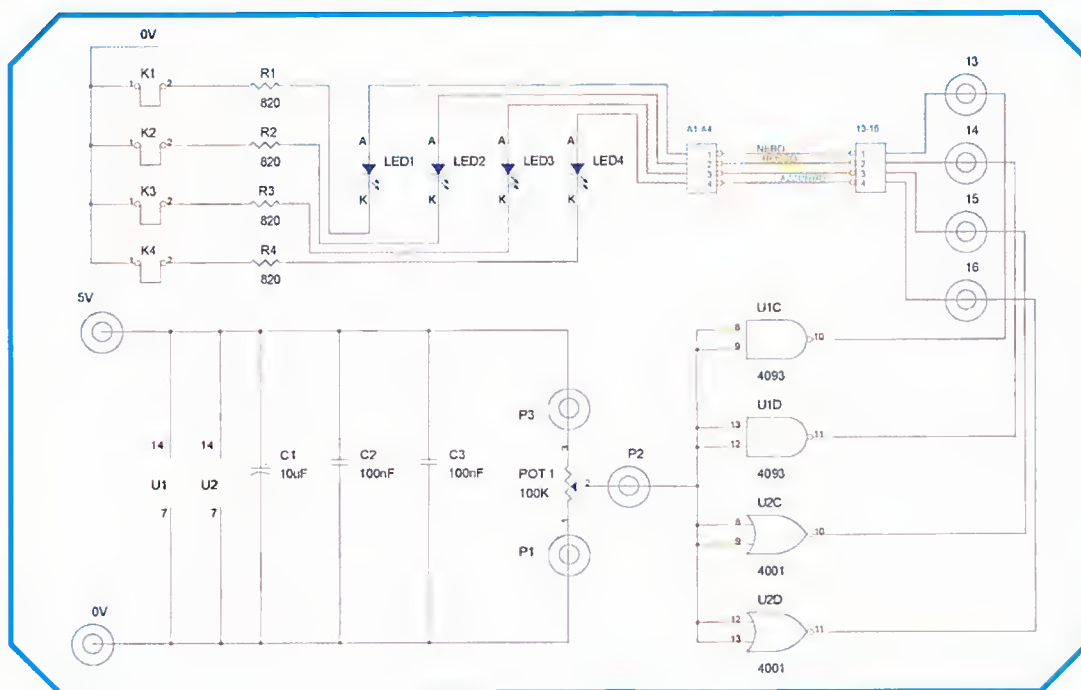 0V
K1
1 2
R1
820
K2
1 2
R2
820
K3
1 2
R3
820
K4
1 2
R4
820
A
LED1
K
A
LED2
K
A
LED3
K
A
LED4
K
A1-A4
1
2
3
4
NERO
13-16
1
2
3
4
13
14
15
16
5V
14
U1
7
14
U2
7
C1
10uF
C2
100nF
C3
100nF
P3
3
POT 1
100K
2
1
P1
P2
0V
U1C
8
9
10
4093
U1D
13
12
11
4093
U2C
8
9
10
4001
U2D
12
13
11
4001